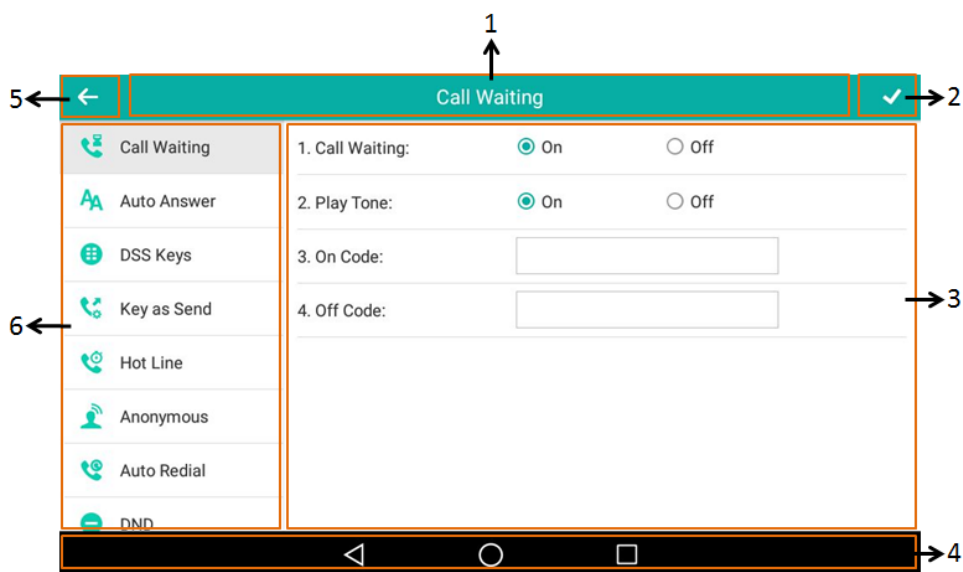 1
5
Call Waiting
2
Call Waiting
1. Call Waiting: On Off
Auto Answer
2. Play Tone: On Off
DSS Keys
3. On Code:
3
Key as Send
4. Off Code:
6
Hot Line
Anonymous
Auto Redial
DND
4